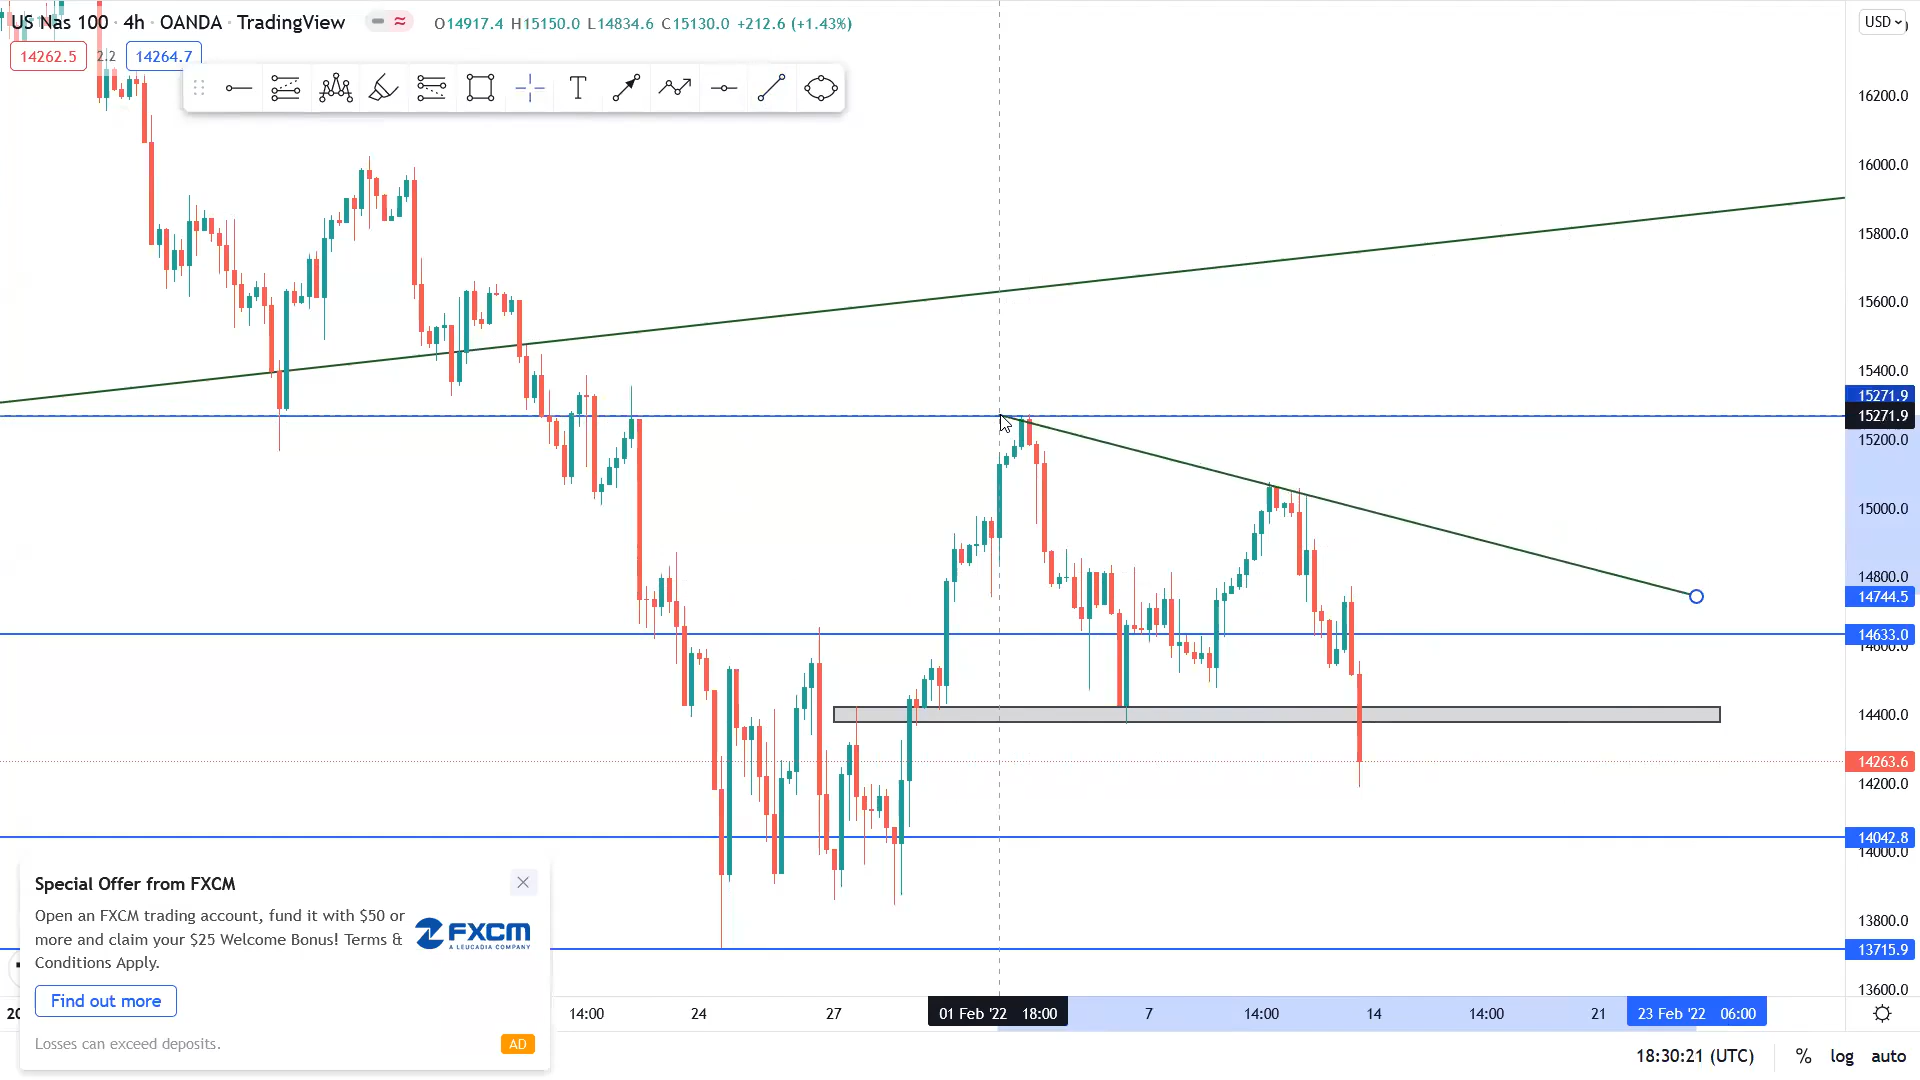 US Nas 100 · 4h · OANDA · TradingView
O14917.4 H15150.0 L14834.6 C15130.0 +212.6 (+1.43%)
USD
14262.5 2.2 14264.7
16200.0
16000.0
15800.0
15600.0
15400.0
15271.9
15271.9
15200.0
15000.0
14800.0
14744.5
14633.0
14600.0
14400.0
14263.6
14200.0
14042.8
14000.0
13800.0
13715.9
13600.0
Special Offer from FXCM
Open an FXCM trading account, fund it with $50 or
more and claim your $25 Welcome Bonus! Terms &
Conditions Apply.
FXCM
A LEUCADIA COMPANY
Find out more
Losses can exceed deposits.
AD
14:00 24 27 01 Feb '22 18:00 7 14:00 14 14:00 21 23 Feb '22 06:00
18:30:21 (UTC) % log auto